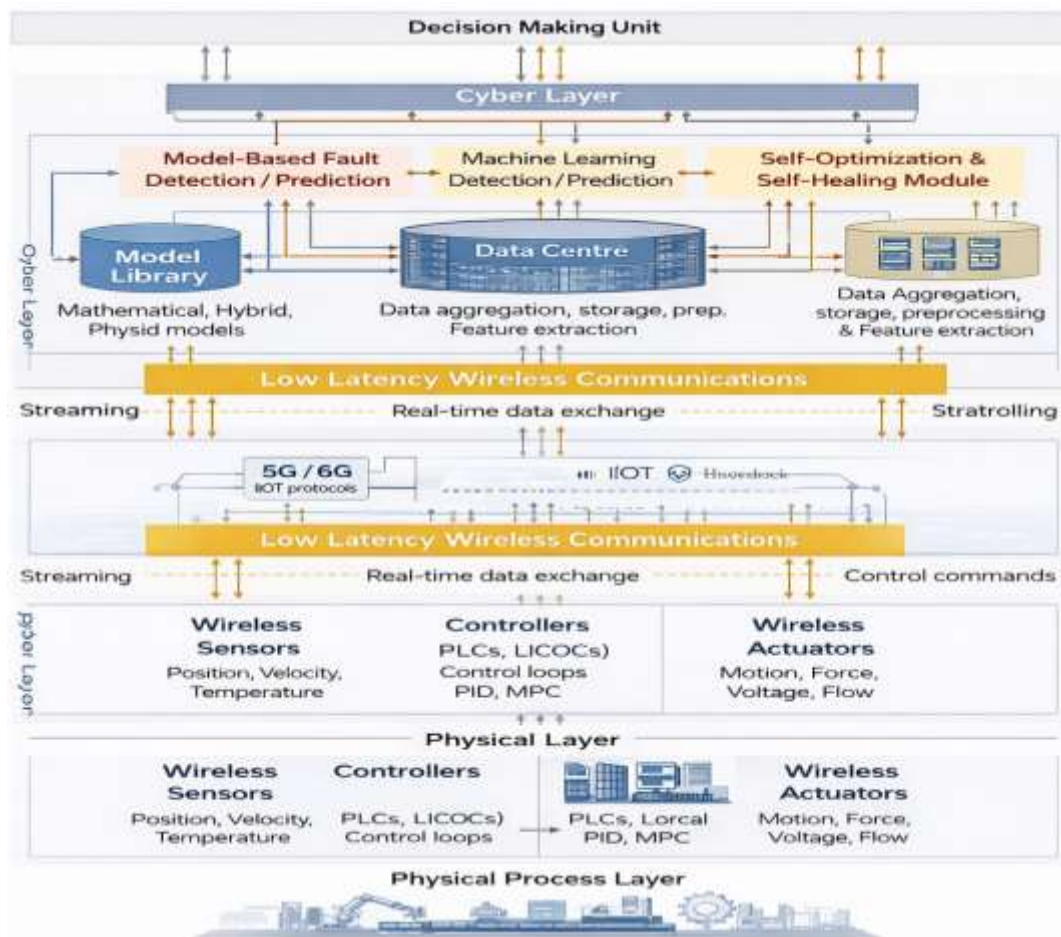 Decision Making Unit
Cyber Layer
Model-Based Fault
Detection / Prediction
Machine Learning
Detection / Prediction
Self-Optimization &
Self-Healing Module
Cyber Layer
Model
Library
Data Centre
Mathematical, Hybrid,
Physid models
Data aggregation, storage, prep.
Feature extraction
Data Aggregation,
storage, preprocessing
& Feature extraction
Low Latency Wireless Communications
Streaming
Real-time data exchange
Stratrolling
5G / 6G
IIOT protocols
IIOT
Low Latency Wireless Communications
Streaming
Real-time data exchange
Control commands
Layor
Wireless
Sensors
Position, Velocity,
Temperature
Controllers
PLCs, LICOCs)
Control loops
PID, MPC
Wireless
Actuators
Motion, Force,
Voltage, Flow
Physical Layer
Wireless
Sensors
Position, Velocity,
Temperature
Controllers
PLCs, LICOCs)
Control loops
PLCs, Lorcal
PID, MPC
Wireless
Actuators
Motion, Force,
Voltage, Flow
Physical Process Layer